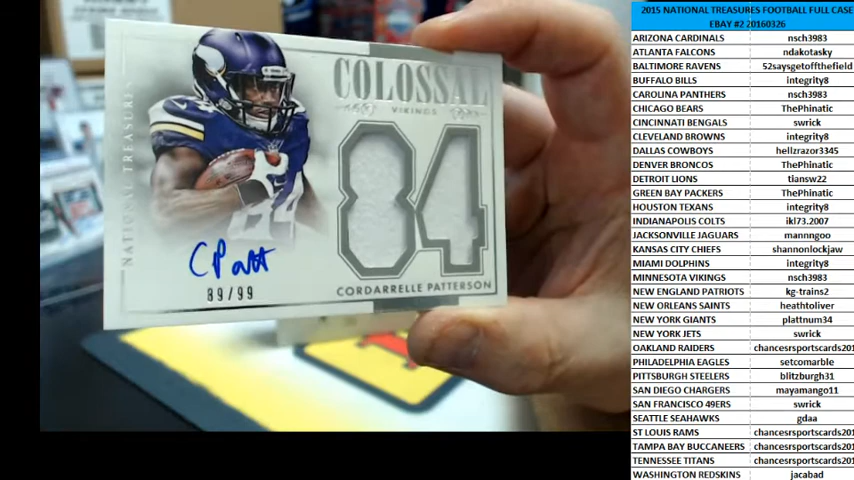 NATIONAL TREASURES
COLOSSAL
VIKINGS
84
CPatt
89/99
CORDARRELLE PATTERSON
2015 NATIONAL TREASURES FOOTBALL FULL CASE
EBAY #2 20160326
ARIZONA CARDINALS nsch3983
ATLANTA FALCONS ndakotasky
BALTIMORE RAVENS 52saysgetoffthefield
BUFFALO BILLS integrity8
CAROLINA PANTHERS nsch3983
CHICAGO BEARS ThePhinatic
CINCINNATI BENGALS swrick
CLEVELAND BROWNS integrity8
DALLAS COWBOYS hellzrazor3345
DENVER BRONCOS ThePhinatic
DETROIT LIONS tiansw22
GREEN BAY PACKERS ThePhinatic
HOUSTON TEXANS integrity8
INDIANAPOLIS COLTS ikl73.2007
JACKSONVILLE JAGUARS mannngoo
KANSAS CITY CHIEFS shannonlockjaw
MIAMI DOLPHINS integrity8
MINNESOTA VIKINGS nsch3983
NEW ENGLAND PATRIOTS kg-trains2
NEW ORLEANS SAINTS heathtoliver
NEW YORK GIANTS plattnum34
NEW YORK JETS swrick
OAKLAND RAIDERS chancesrsportscards201
PHILADELPHIA EAGLES setcomarble
PITTSBURGH STEELERS blitzburgh31
SAN DIEGO CHARGERS mayamango11
SAN FRANCISCO 49ERS swrick
SEATTLE SEAHAWKS gdaa
ST LOUIS RAMS chancesrsportscards201
TAMPA BAY BUCCANEERS chancesrsportscards201
TENNESSEE TITANS chancesrsportscards201
WASHINGTON REDSKINS jacabad